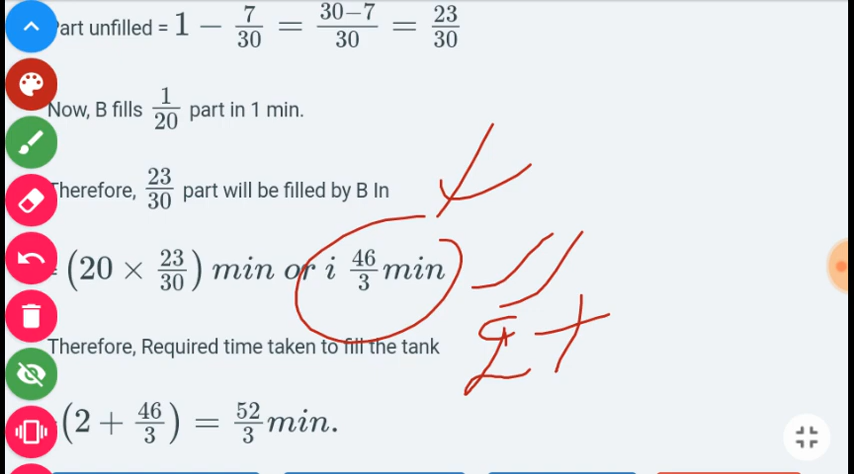 art unfilled = 1 − 7/30 = 30−7/30 = 23/30
Now, B fills 1/20 part in 1 min.
Therefore, 23/30 part will be filled by B In
= (20 × 23/30) min or i 46/3 min
Therefore, Required time taken to fill the tank
(2 + 46/3) = 52/3 min.